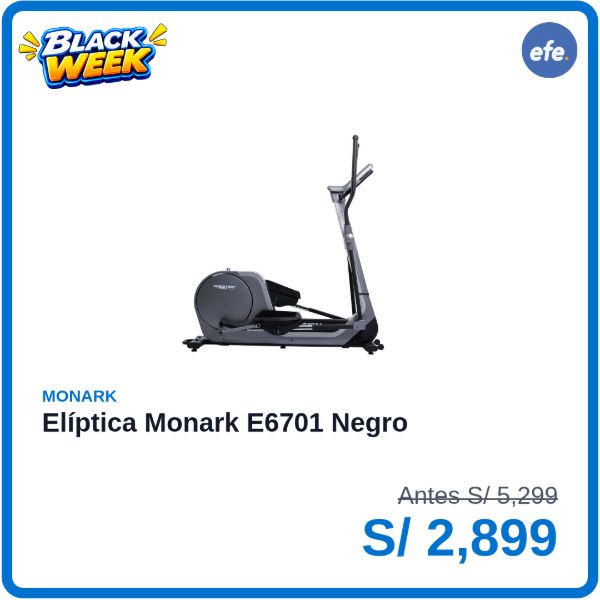 BLACK
WEEK
efe.
MONARK
Elíptica Monark E6701 Negro
Antes S/ 5,299
S/ 2,899